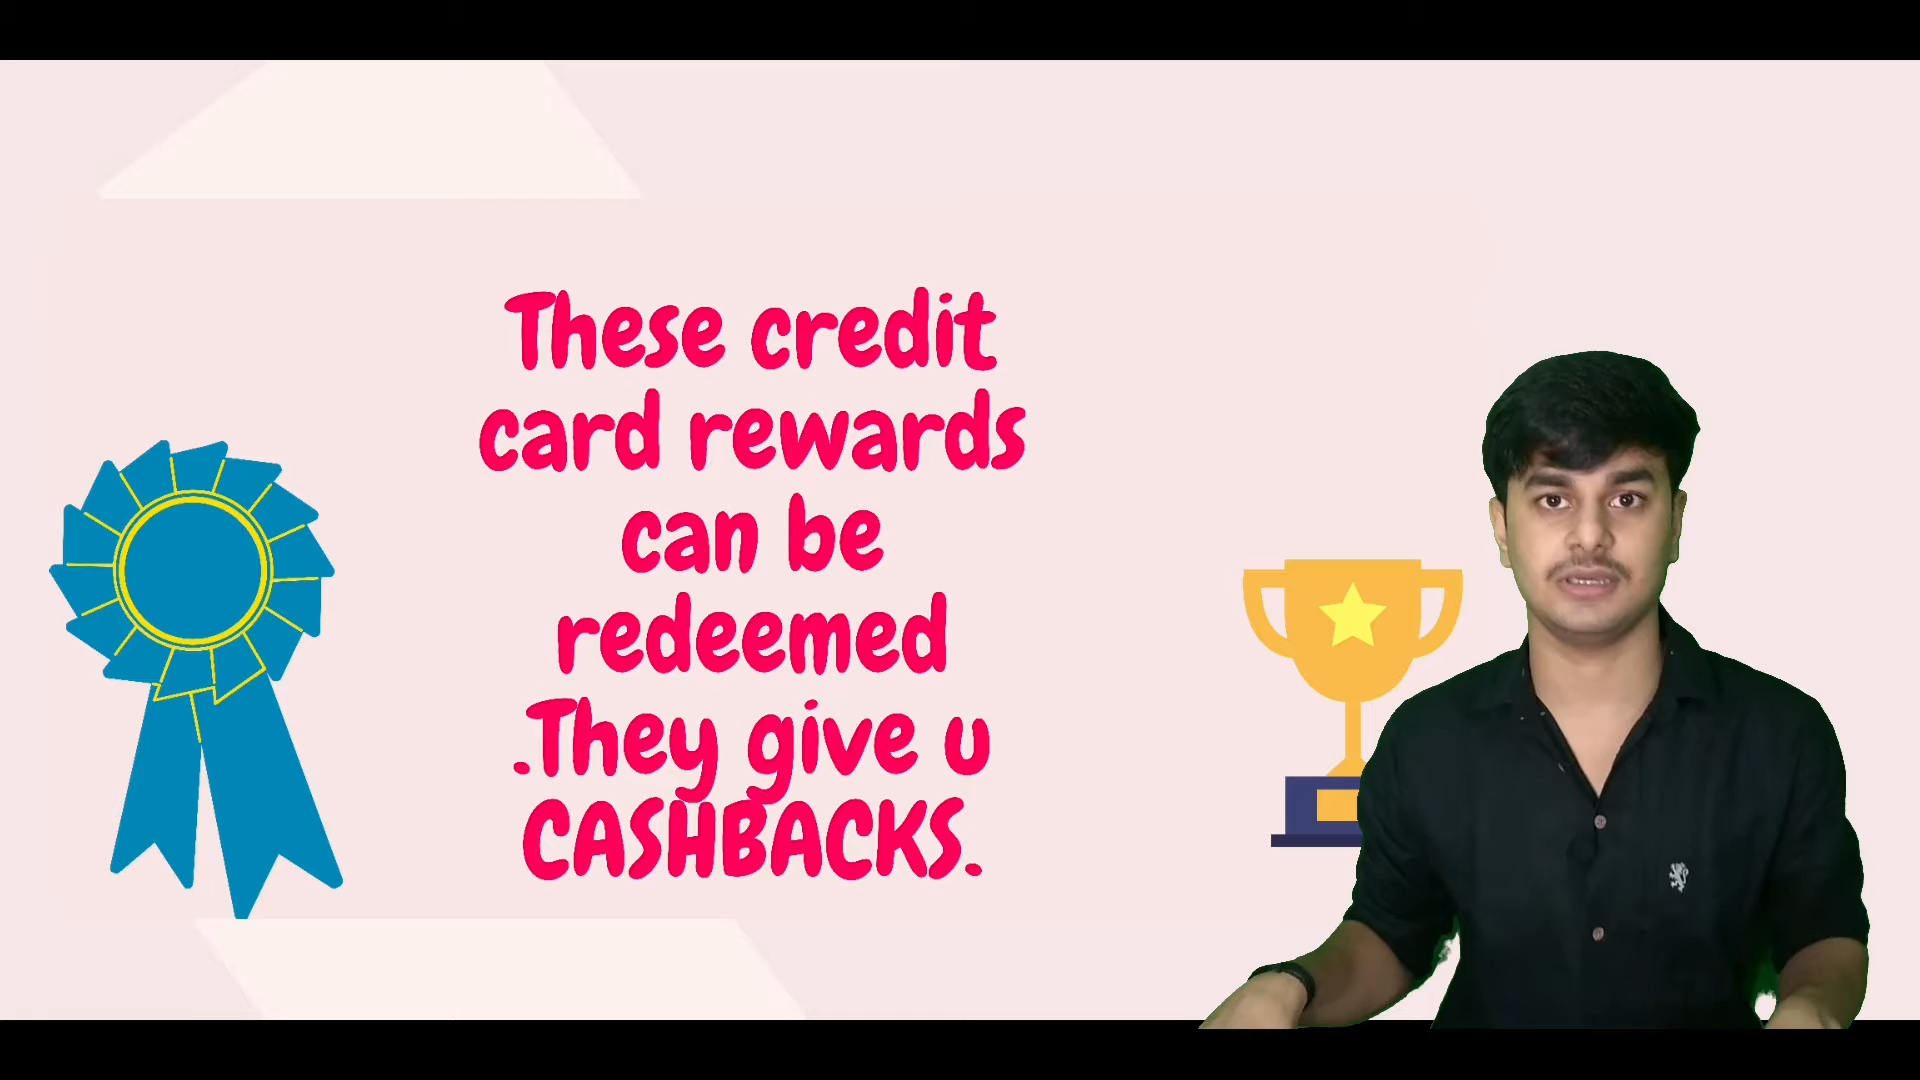 These credit
card rewards
can be
redeemed
.They give u
CASHBACKS.